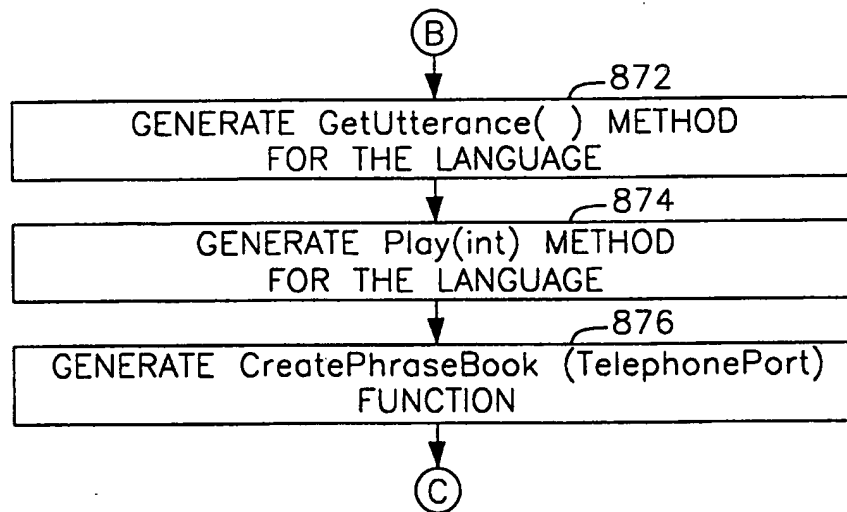 B
872
GENERATE GetUtterance( ) METHOD
FOR THE LANGUAGE
874
GENERATE Play(int) METHOD
FOR THE LANGUAGE
876
GENERATE CreatePhraseBook (TelephonePort)
FUNCTION
C